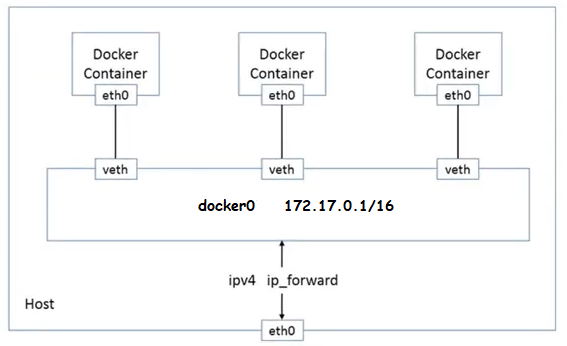 Docker
Container
Docker
Container
Docker
Container
eth0
eth0
eth0
veth
veth
veth
docker0 172.17.0.1/16
ipv4 ip_forward
Host
eth0